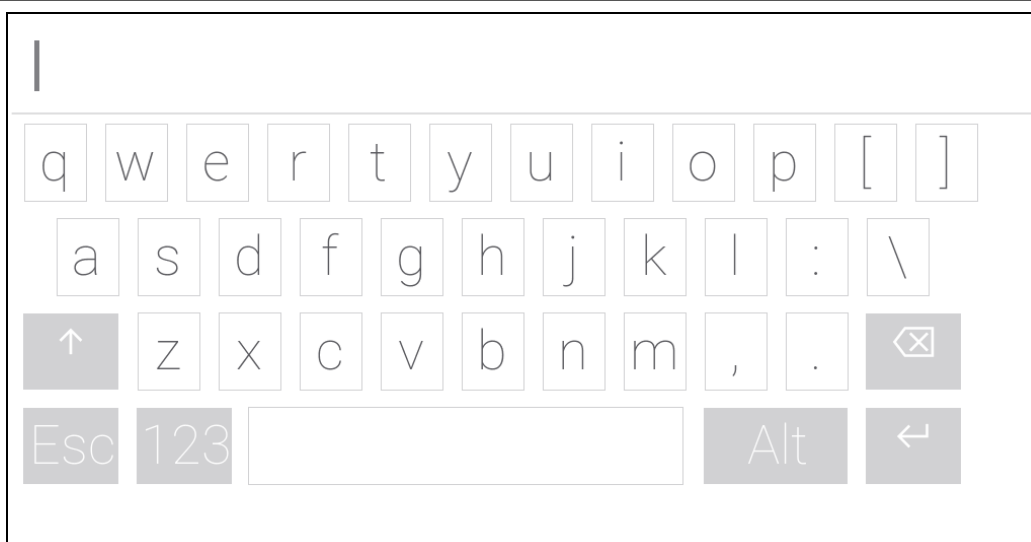 q w e r t y u i o p [ ]
a s d f g h j k l : \
↑ z x c v b n m , .
Esc 123 Alt